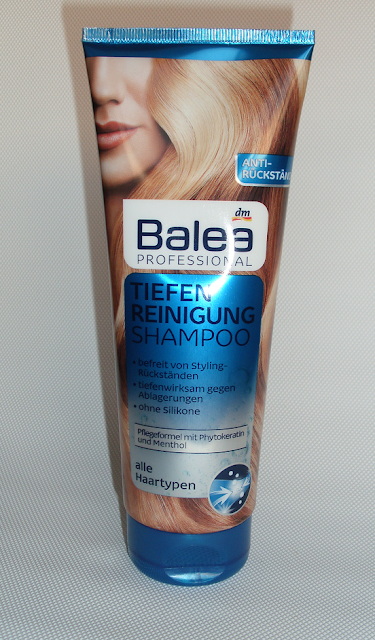 ANTI-
dm
Balea
PROFESSIONAL
TIEFEN
REINIGUNG
SHAMPOO
• befreit von Styling-
Rückständen
• tiefenwirksam gegen
Ablagerungen
• ohne Silikone
Pflegeformel mit Phytokeratin
und Menthol
alle
Haartypen